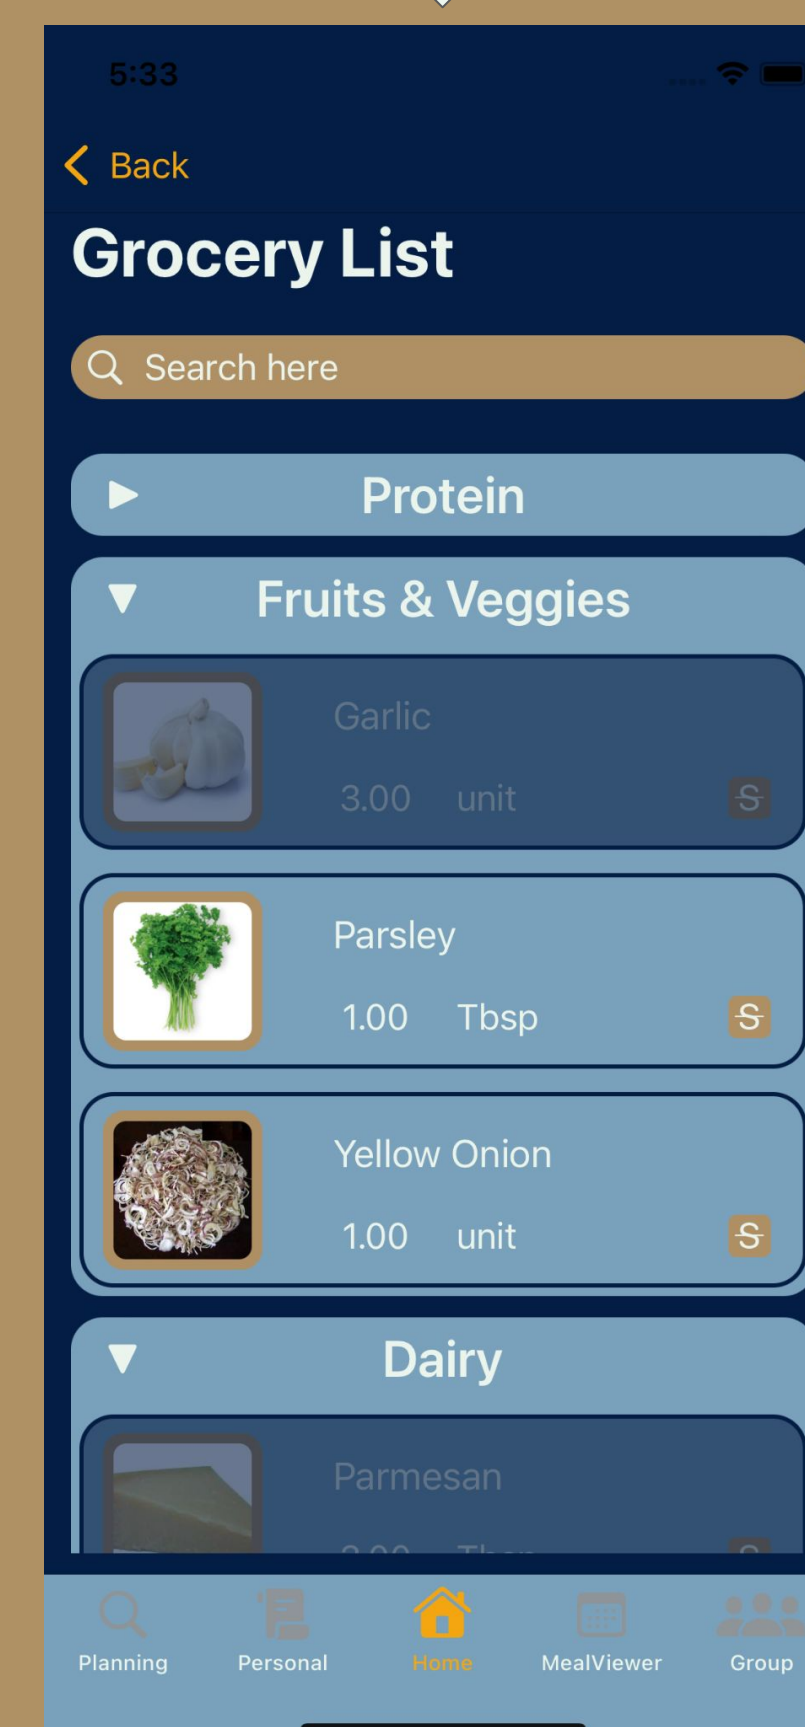 5:33
Back
Grocery List
Search here
Protein
Fruits & Veggies
Garlic
3.00 unit S
Parsley
1.00 Tbsp S
Yellow Onion
1.00 unit S
Dairy
Parmesan
Planning Personal Home MealViewer Group